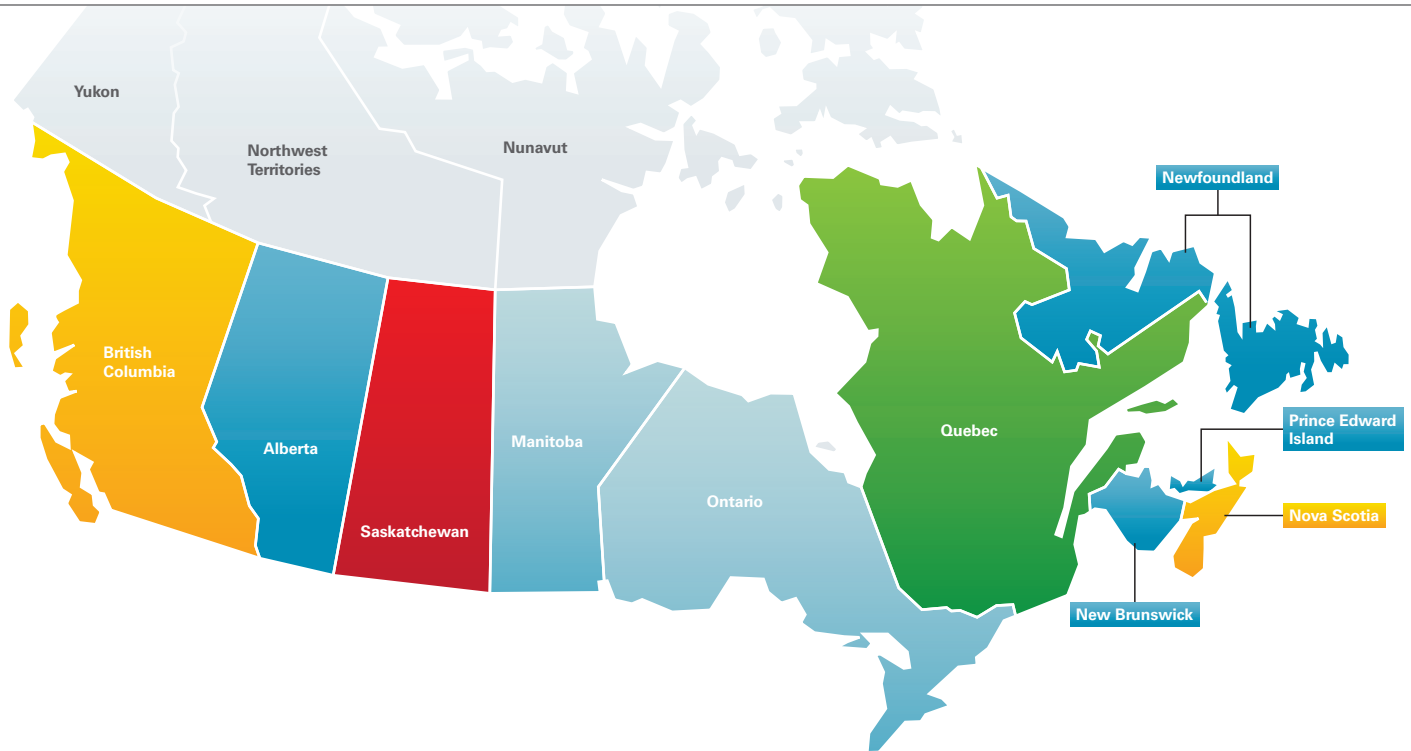 Yukon
Northwest
Territories
Nunavut
Newfoundland
British
Columbia
Alberta
Saskatchewan
Manitoba
Ontario
Quebec
Prince Edward
Island
Nova Scotia
New Brunswick